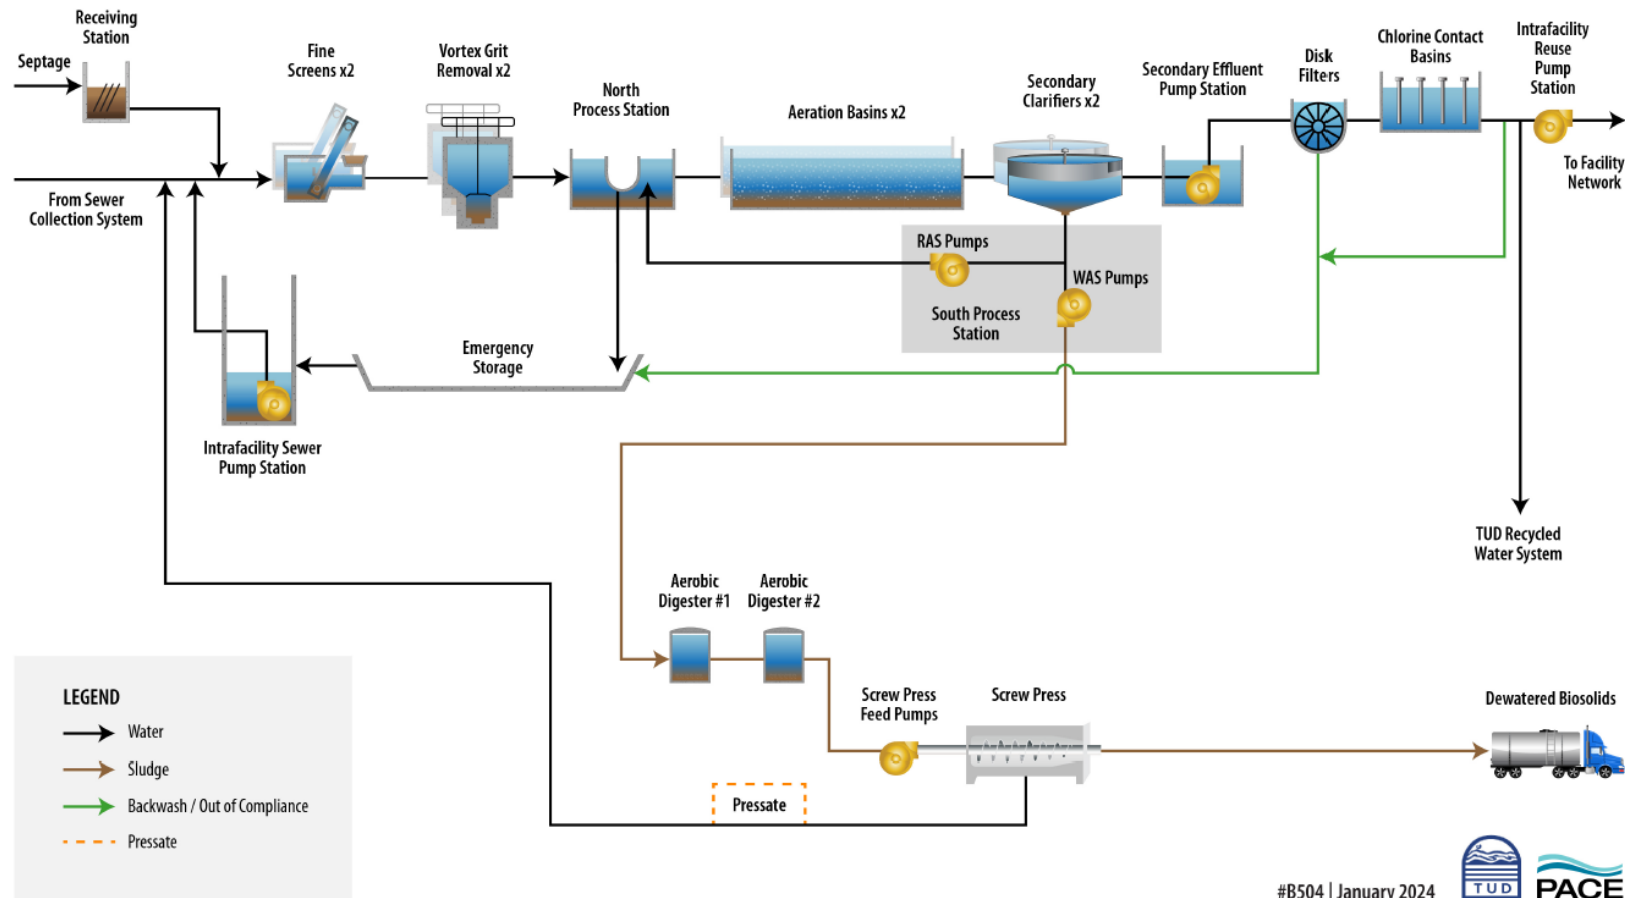 Receiving
Station
Septage
Fine
Screens x2
Vortex Grit
Removal x2
North
Process Station
Aeration Basins x2
Secondary
Clarifiers x2
Secondary Effluent
Pump Station
Disk
Filters
Chlorine Contact
Basins
Intrafacility
Reuse
Pump
Station
To Facility
Network
From Sewer
Collection System
RAS Pumps
WAS Pumps
South Process
Station
Emergency
Storage
Intrafacility Sewer
Pump Station
TUD Recycled
Water System
Aerobic
Digester #1
Aerobic
Digester #2
Screw Press
Feed Pumps
Screw Press
Dewatered Biosolids
Pressate
LEGEND
Water
Sludge
Backwash / Out of Compliance
Pressate
#B504 | January 2024
TUD
PACE